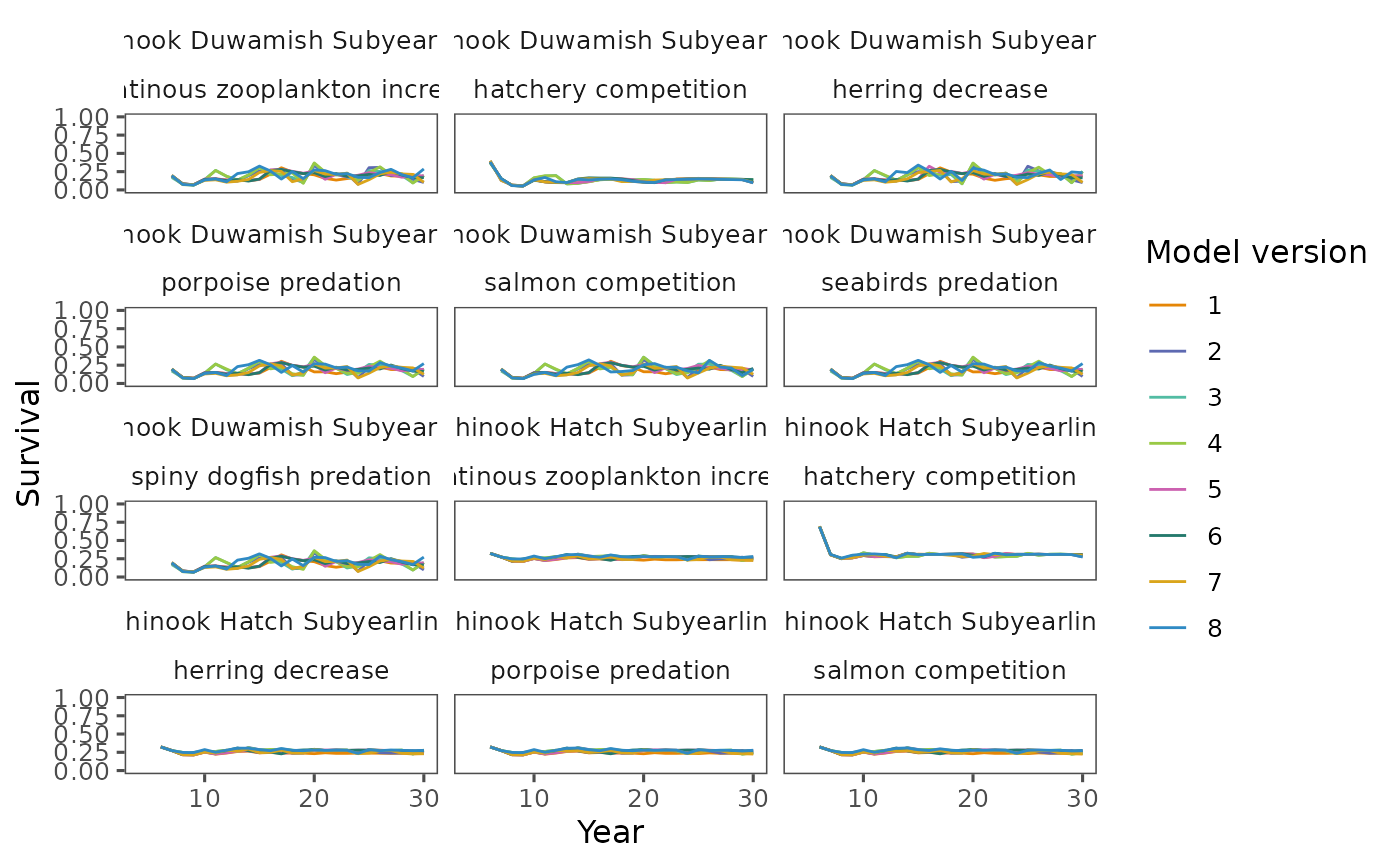 nook Duwamish Subyear nook Duwamish Subyear nook Duwamish Subyear
ntinous zooplankton incre hatchery competition herring decrease
1.00
0.75
0.50
0.25
0.00
nook Duwamish Subyear nook Duwamish Subyear nook Duwamish Subyear
porpoise predation salmon competition seabirds predation
1.00
0.75
0.50
0.25
0.00
nook Duwamish Subyear hinook Hatch Subyearlin hinook Hatch Subyearlin
spiny dogfish predation ntinous zooplankton incre hatchery competition
1.00
0.75
0.50
0.25
0.00
hinook Hatch Subyearlin hinook Hatch Subyearlin hinook Hatch Subyearlin
herring decrease porpoise predation salmon competition
1.00
0.75
0.50
0.25
0.00
10 20 30 10 20 30 10 20 30
Year
Survival
Model version
1
2
3
4
5
6
7
8